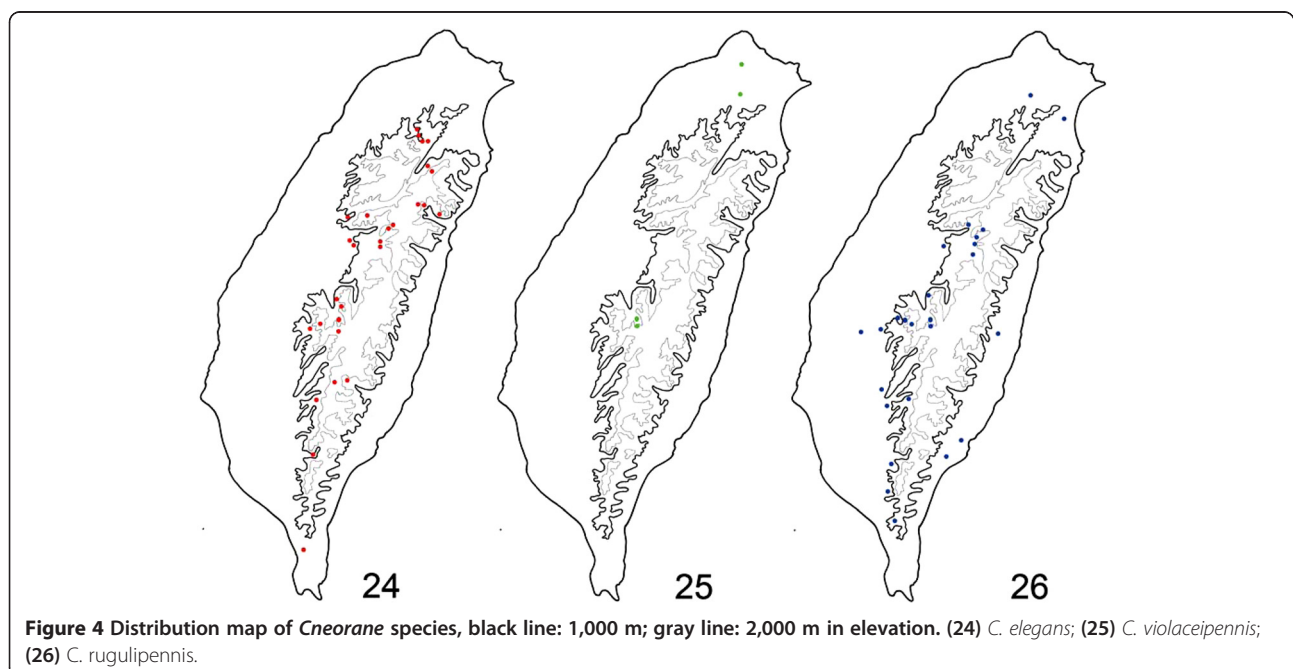 24 25 26
Figure 4 Distribution map of Cneorane species, black line: 1,000 m; gray line: 2,000 m in elevation. (24) C. elegans; (25) C. violaceipennis;
(26) C. rugulipennis.